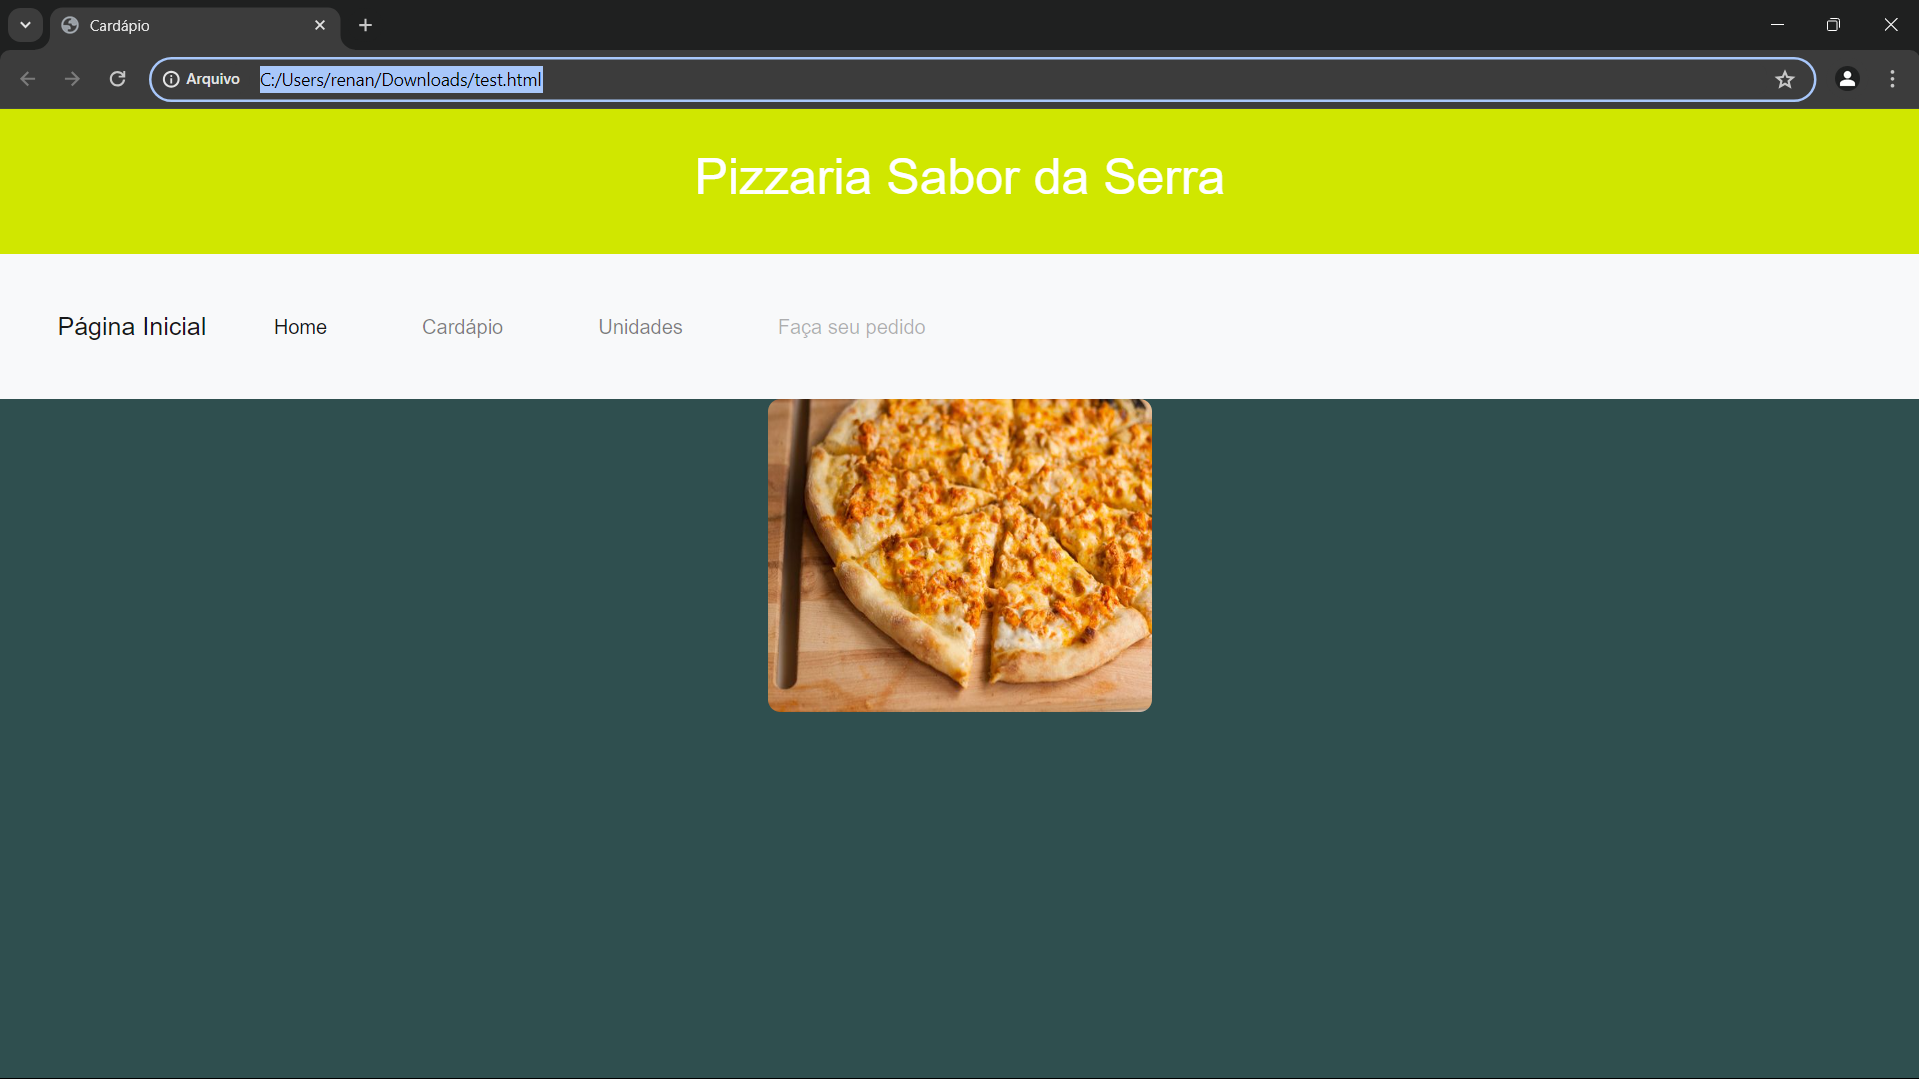 Cardápio
Arquivo C:/Users/renan/Downloads/test.html
Pizzaria Sabor da Serra
Página Inicial Home Cardápio Unidades Faça seu pedido